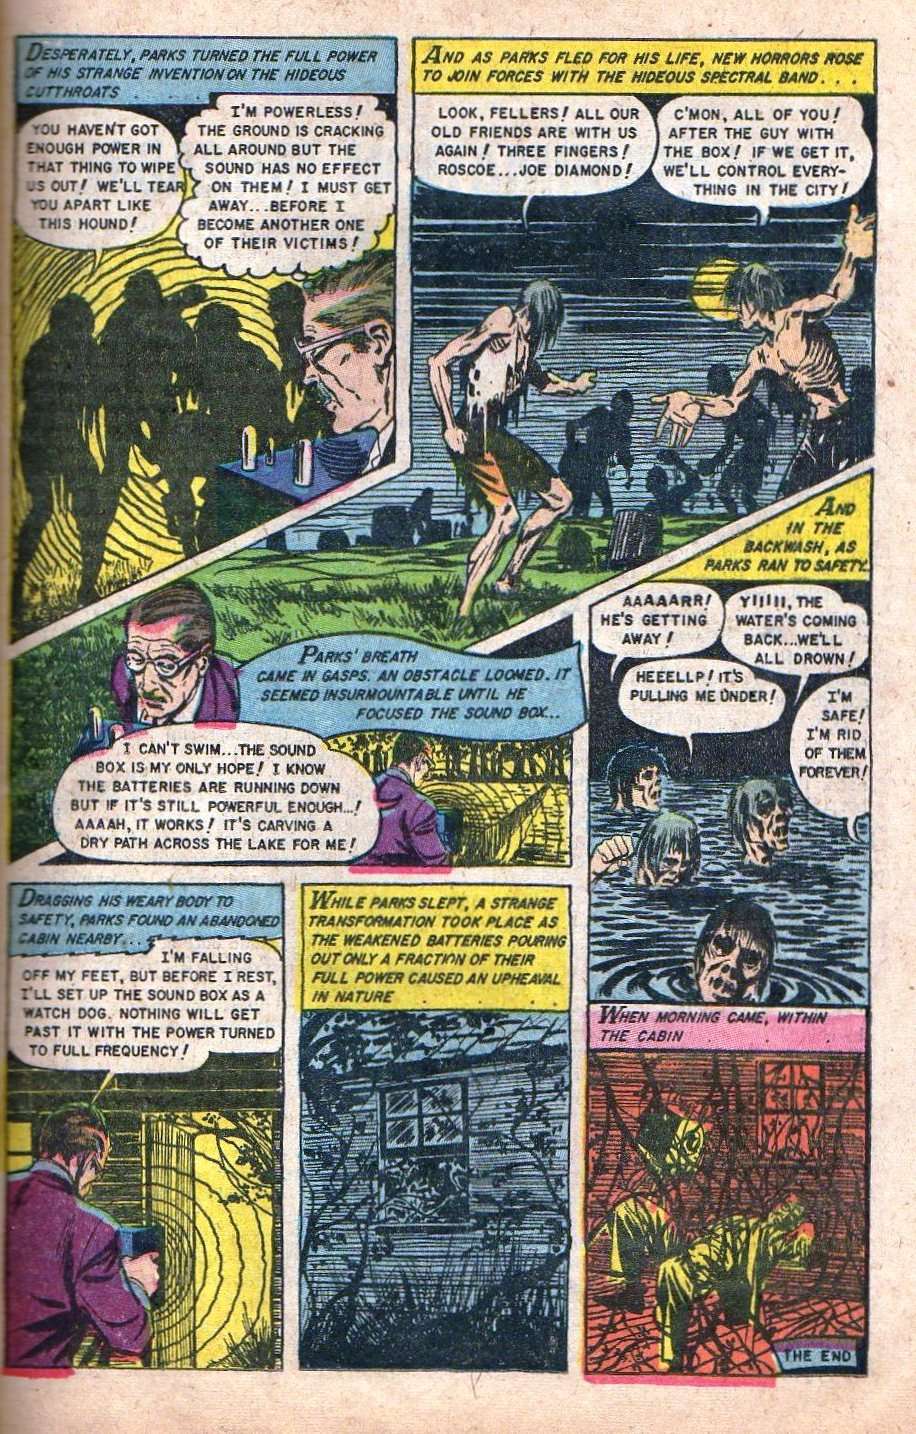 DESPERATELY, PARKS TURNED THE FULL POWER
OF HIS STRANGE INVENTION ON THE HIDEOUS
CUTTHROATS . . . . . . . .
YOU HAVEN'T GOT
ENOUGH POWER IN
THAT THING TO WIPE
US OUT! WE'LL TEAR
YOU APART LIKE
THIS HOUND!
I'M POWERLESS!
THE GROUND IS CRACKING
ALL AROUND BUT THE
SOUND HAS NO EFFECT
ON THEM! I MUST GET
AWAY...BEFORE I
BECOME ANOTHER ONE
OF THEIR VICTIMS!
AND AS PARKS FLED FOR HIS LIFE, NEW HORRORS ROSE
TO JOIN FORCES WITH THE HIDEOUS SPECTRAL BAND. . .
LOOK, FELLERS! ALL OUR
OLD FRIENDS ARE WITH US
AGAIN! THREE FINGERS!
ROSCOE...JOE DIAMOND!
C'MON, ALL OF YOU!
AFTER THE GUY WITH
THE BOX! IF WE GET IT,
WE'LL CONTROL EVERY-
THING IN THE CITY!
PARKS' BREATH
CAME IN GASPS. AN OBSTACLE LOOMED. IT
SEEMED INSURMOUNTABLE UNTIL HE
FOCUSED THE SOUND BOX...
I CAN'T SWIM...THE SOUND
BOX IS MY ONLY HOPE! I KNOW
THE BATTERIES ARE RUNNING DOWN
BUT IF IT'S STILL POWERFUL ENOUGH...!
AAAAH, IT WORKS! IT'S CARVING A
DRY PATH ACROSS THE LAKE FOR ME!
AND
IN THE
BACKWASH, AS
PARKS RAN TO SAFETY..
AAAAARR!
HE'S GETTING
AWAY!
YIIIII, THE
WATER'S COMING
BACK...WE'LL
ALL DROWN!
HEEELLP! IT'S
PULLING ME UNDER!
I'M
SAFE!
I'M RID
OF THEM
FOREVER!
DRAGGING HIS WEARY BODY TO
SAFETY, PARKS FOUND AN ABANDONED
CABIN NEARBY...
I'M FALLING
OFF MY FEET, BUT BEFORE I REST,
I'LL SET UP THE SOUND BOX AS A
WATCH DOG. NOTHING WILL GET
PAST IT WITH THE POWER TURNED
TO FULL FREQUENCY!
WHILE PARKS SLEPT, A STRANGE
TRANSFORMATION TOOK PLACE AS
THE WEAKENED BATTERIES POURING
OUT ONLY A FRACTION OF THEIR
FULL POWER CAUSED AN UPHEAVAL
IN NATURE . . . .
WHEN MORNING CAME, WITHIN
THE CABIN
THE END